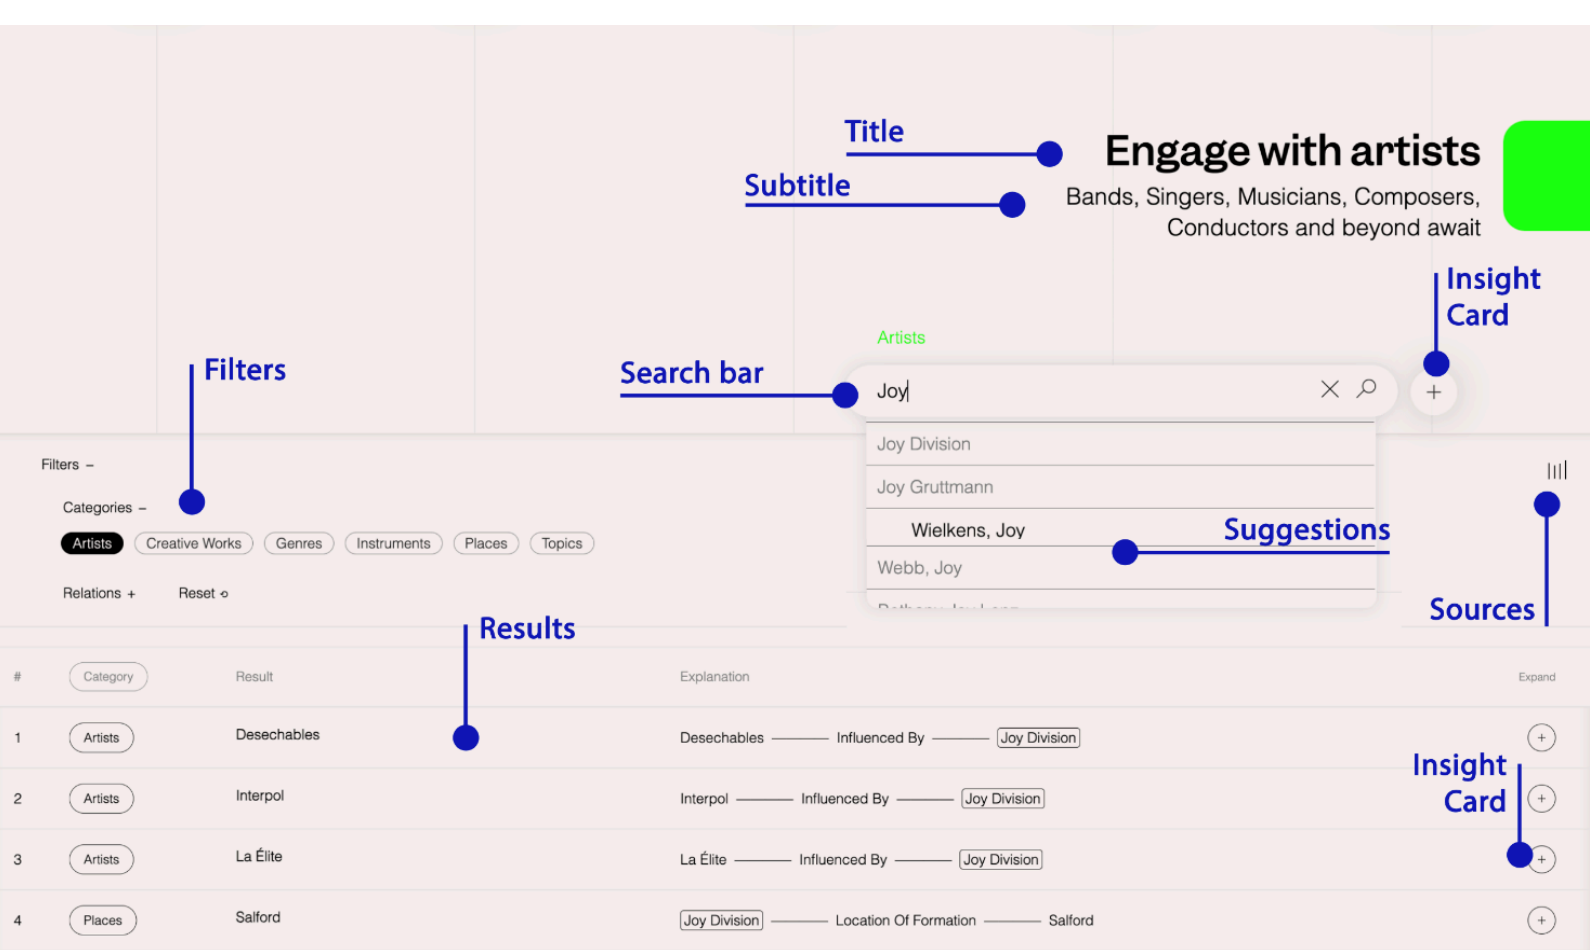 Title
Engage with artists
Subtitle
Bands, Singers, Musicians, Composers,
Conductors and beyond await
Insight
Card
Artists
Filters
Search bar
Joy
+
Joy Division
Filters –
Joy Gruttmann
Categories –
Wielkens, Joy
Suggestions
Artists Creative Works Genres Instruments Places Topics
Webb, Joy
Relations + Reset
Sources
Results
# Category Result Explanation Expand
1 Artists Desechables Desechables Influenced By Joy Division +
Insight
Card
2 Artists Interpol Interpol Influenced By Joy Division +
3 Artists La Élite La Élite Influenced By Joy Division +
4 Places Salford Joy Division Location Of Formation Salford +